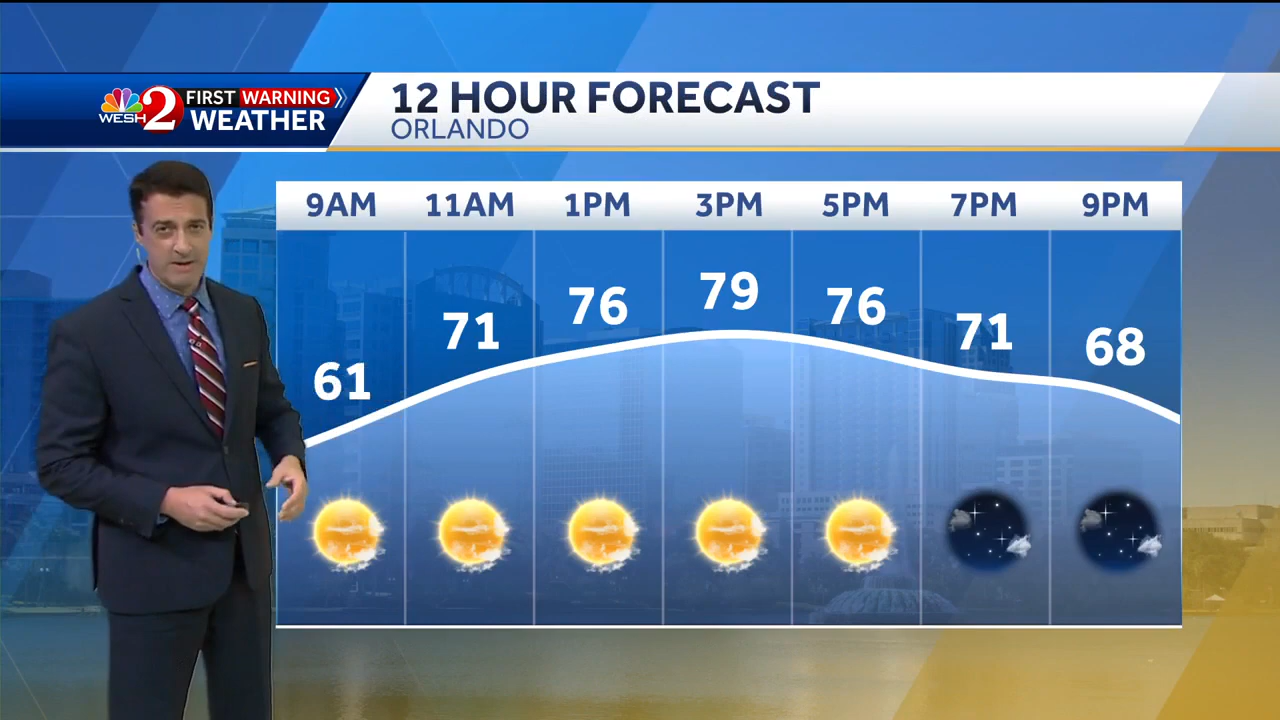 WESH 2 FIRST WARNING
WEATHER
12 HOUR FORECAST
ORLANDO
9AM 11AM 1PM 3PM 5PM 7PM 9PM
61 71 76 79 76 71 68